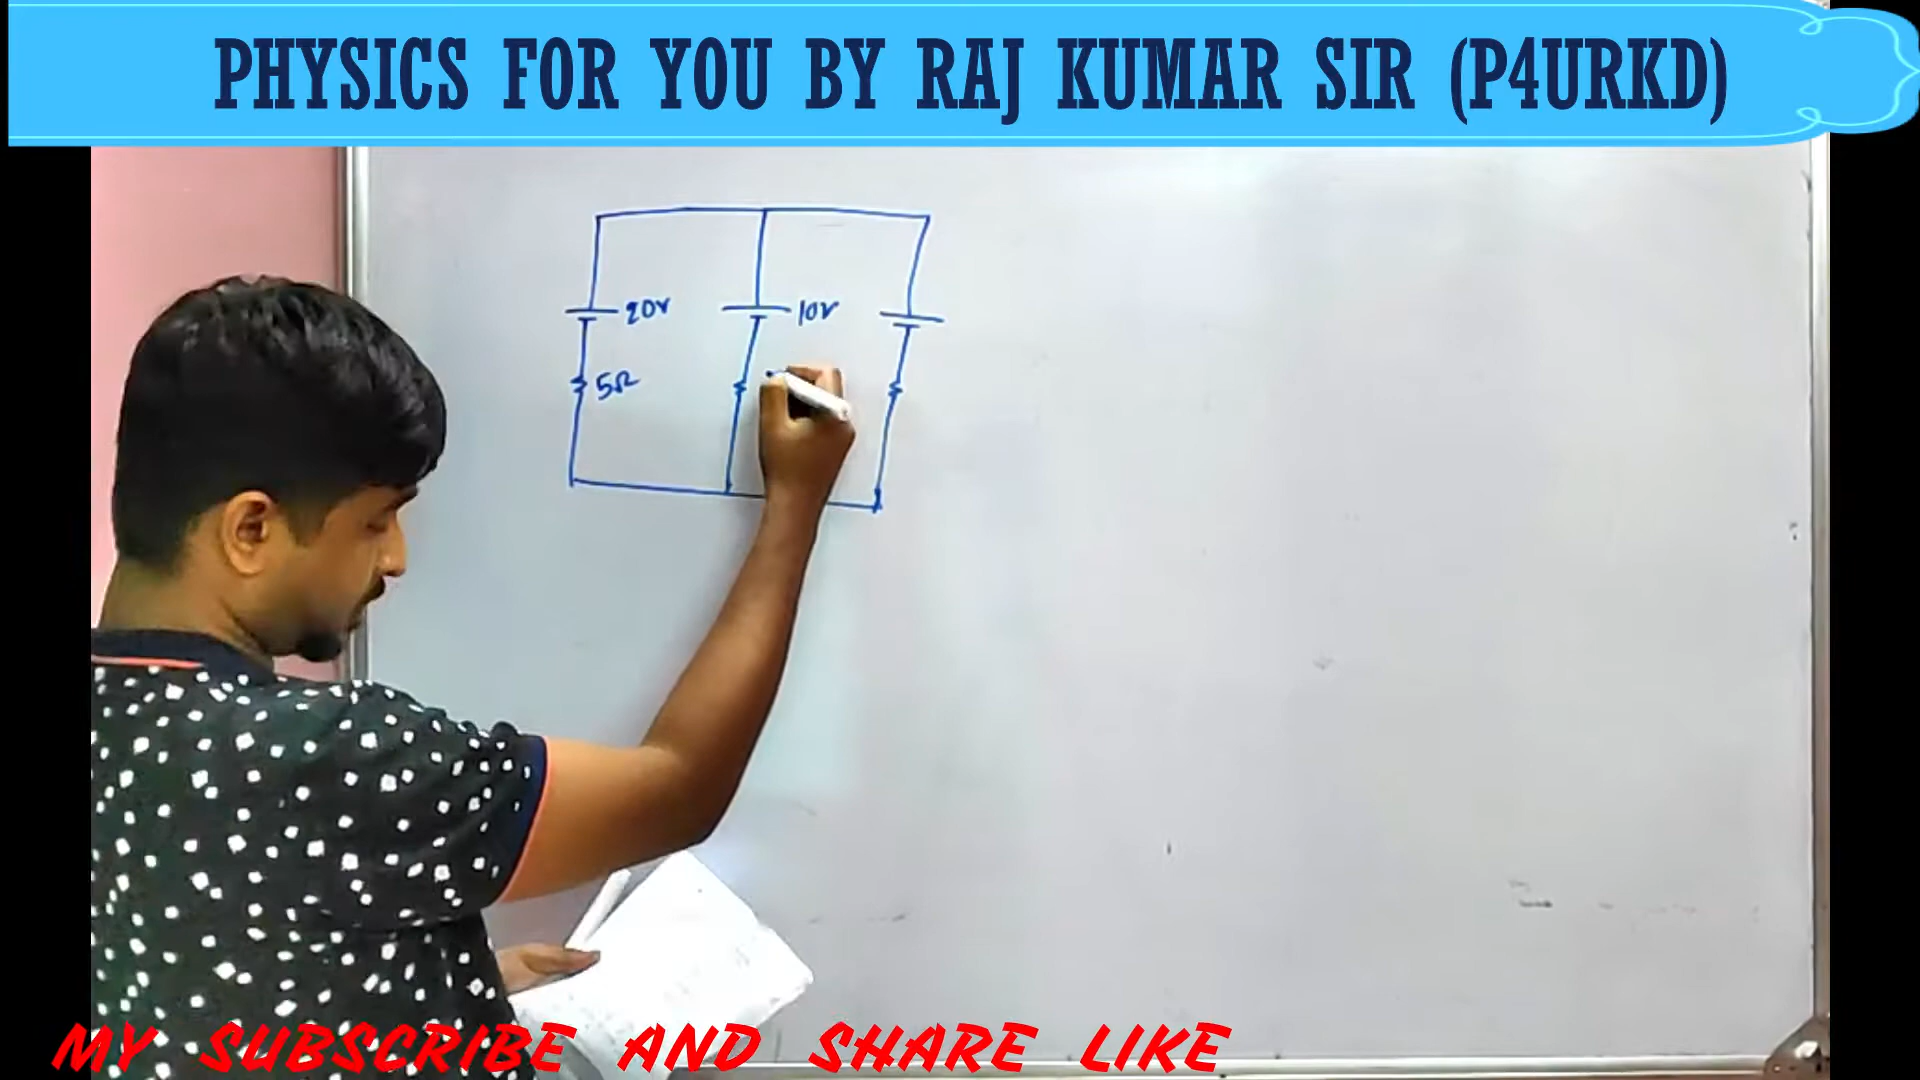 PHYSICS FOR YOU BY RAJ KUMAR SIR (P4URKD)
20V 10V
5Ω
MY SUBSCRIBE AND SHARE LIKE